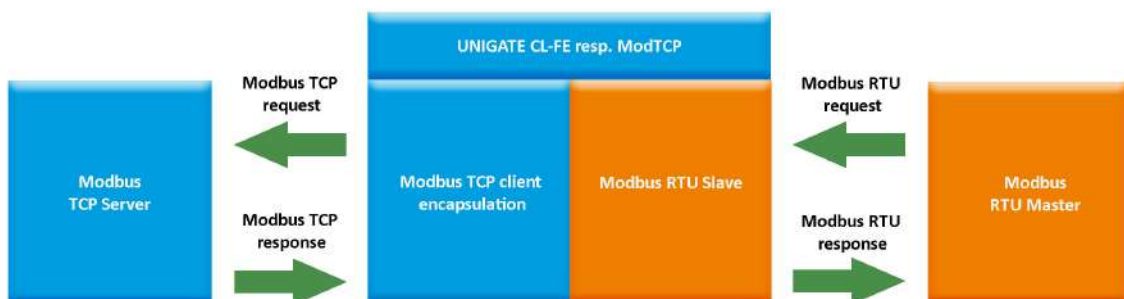 UNIGATE CL-FE resp. ModTCP
Modbus TCP
request
Modbus RTU
request
Modbus
TCP Server
Modbus TCP client
encapsulation
Modbus RTU Slave
Modbus
RTU Master
Modbus TCP
response
Modbus RTU
response